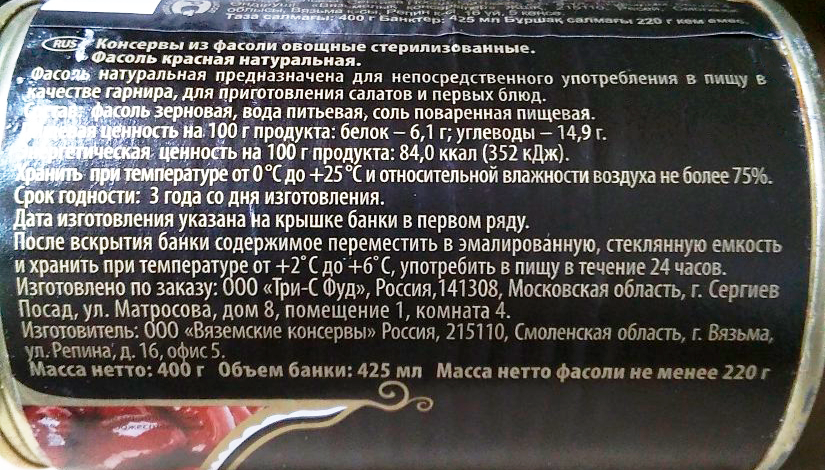 Таза салмағы: 400 г Банктер: 425 мл Бұршақ салмағы 220 г кем емес
RUS Консервы из фасоли овощные стерилизованные.
Фасоль красная натуральная.
Фасоль натуральная предназначена для непосредственного употребления в пищу в
качестве гарнира, для приготовления салатов и первых блюд.
фасоль зерновая, вода питьевая, соль поваренная пищевая.
ценность на 100 г продукта: белок – 6,1 г; углеводы – 14,9 г.
Энергетическая ценность на 100 г продукта: 84,0 ккал (352 кДж).
Хранить при температуре от 0°С до +25°С и относительной влажности воздуха не более 75%.
Срок годности: 3 года со дня изготовления.
Дата изготовления указана на крышке банки в первом ряду.
После вскрытия банки содержимое переместить в эмалированную, стеклянную емкость
и хранить при температуре от +2˚С до +6˚С, употребить в пищу в течение 24 часов.
Изготовлено по заказу: ООО «Три-С Фуд», Россия,141308, Московская область, г. Сергиев
Посад, ул. Матросова, дом 8, помещение 1, комната 4.
Изготовитель: ООО «Вяземские консервы» Россия, 215110, Смоленская область, г. Вязьма,
ул. Репина, д. 16, офис 5.
Масса нетто: 400 г Объем банки: 425 мл Масса нетто фасоли не менее 220 г